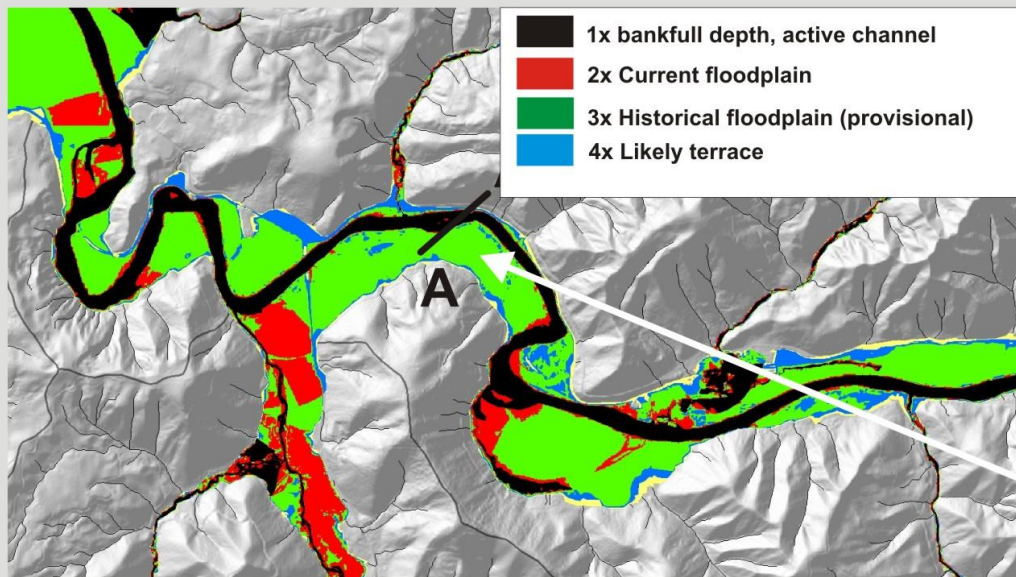 1x bankfull depth, active channel
2x Current floodplain
3x Historical floodplain (provisional)
4x Likely terrace
A